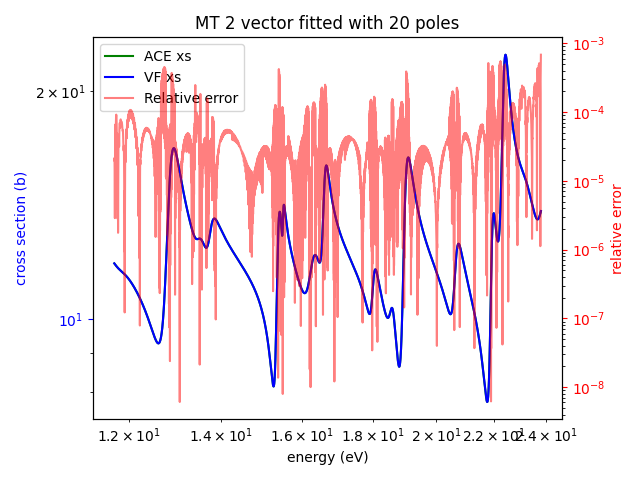 MT 2 vector fitted with 20 poles
ACE xs
VF xs
Relative error
2 × 10¹
10¹
cross section (b)
10⁻³
10⁻⁴
10⁻⁵
10⁻⁶
10⁻⁷
10⁻⁸
relative error
1.2 × 10¹ 1.4 × 10¹ 1.6 × 10¹ 1.8 × 10¹ 2 × 10¹ 2.2 × 10¹ 2.4 × 10¹
energy (eV)